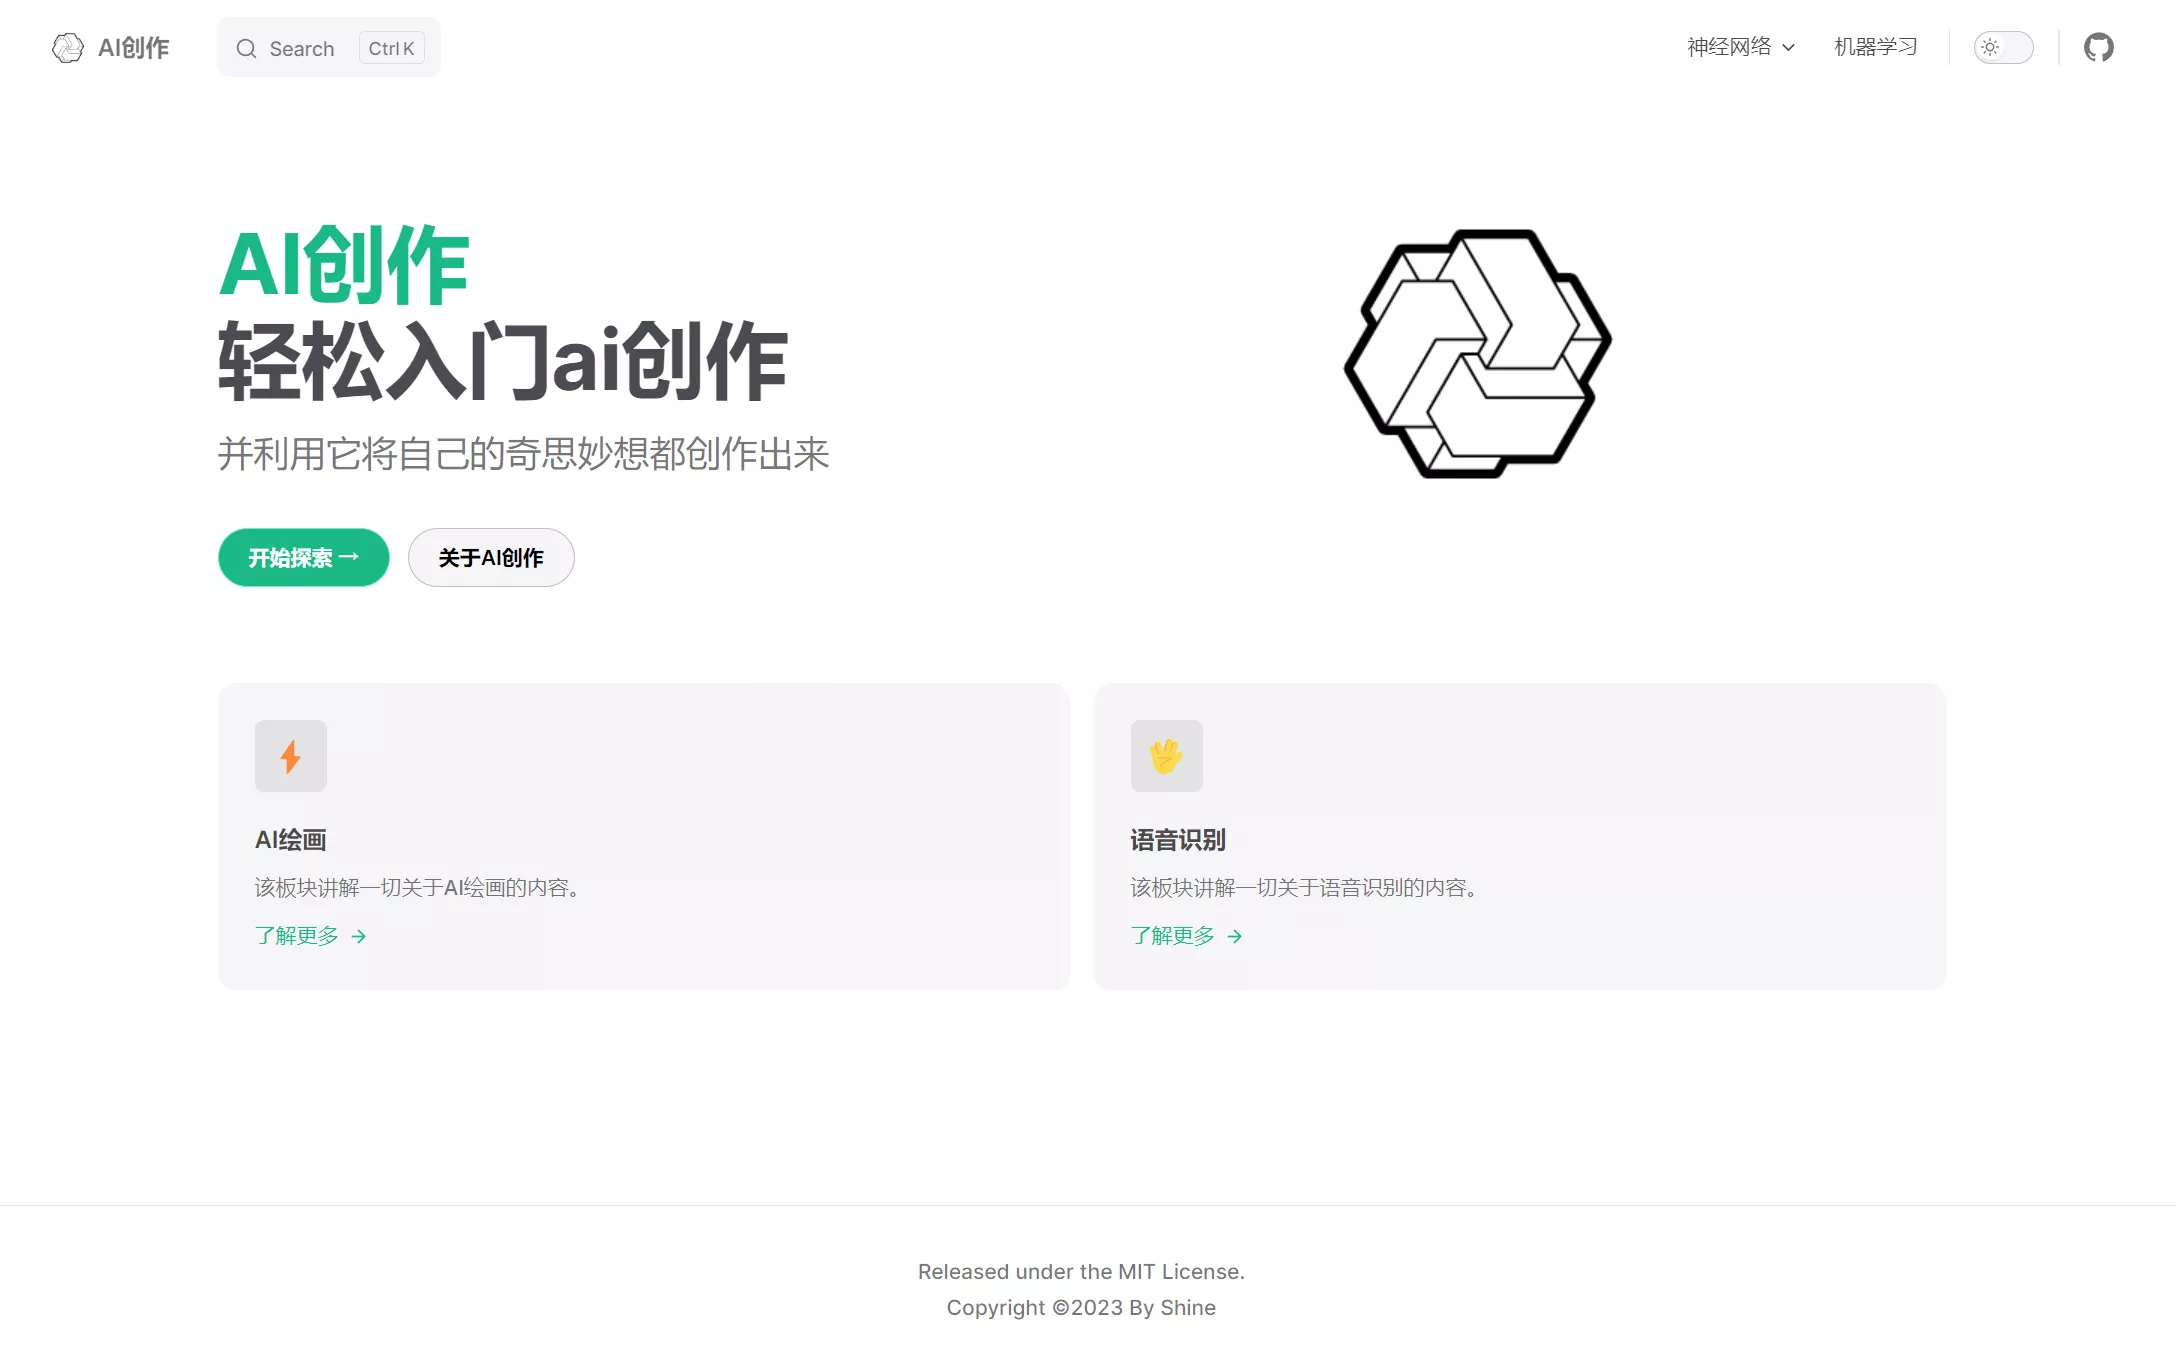 AI创作
Search
Ctrl K
神经网络
机器学习
AI创作
轻松入门ai创作
并利用它将自己的奇思妙想都创作出来
开始探索 →
关于AI创作
AI绘画
该板块讲解一切关于AI绘画的内容。
了解更多 →
语音识别
该板块讲解一切关于语音识别的内容。
了解更多 →
Released under the MIT License.
Copyright ©2023 By Shine